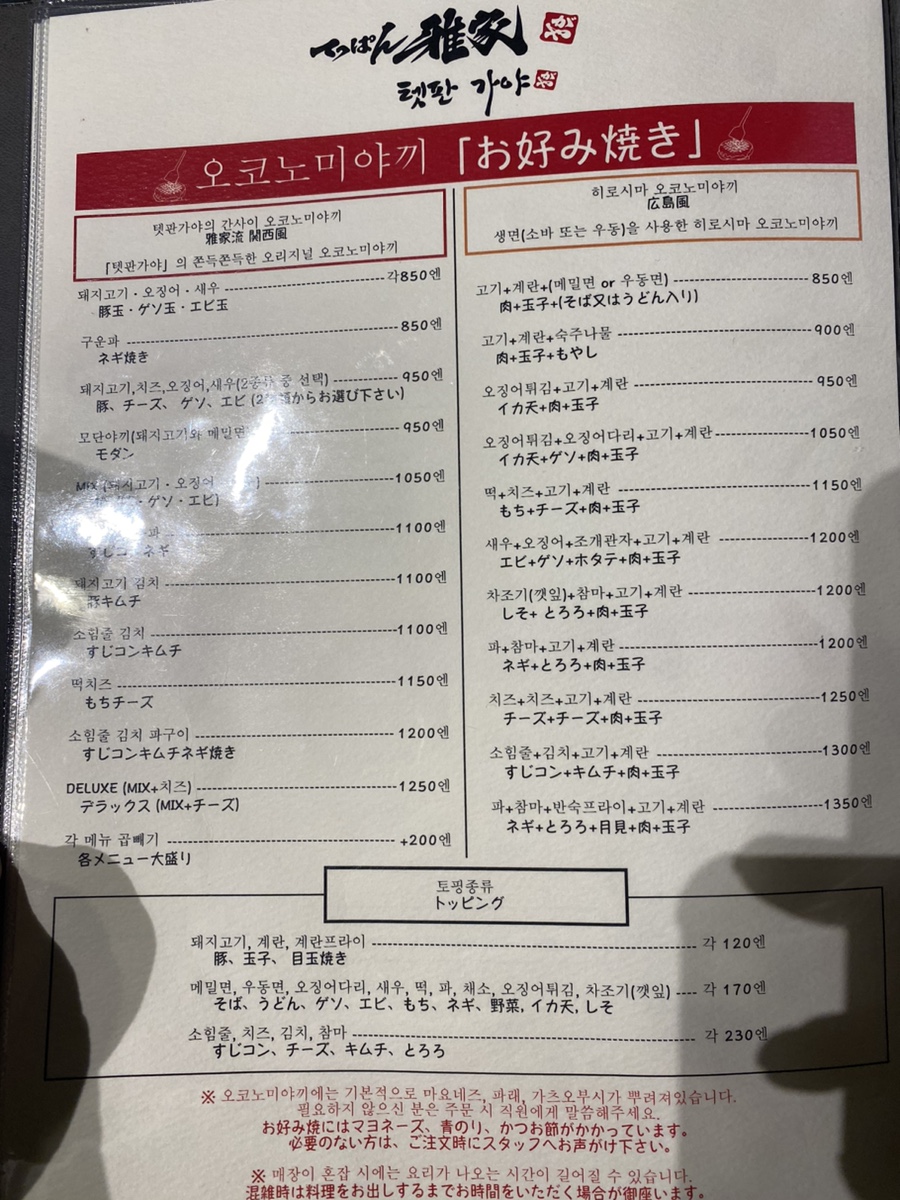 てっぱん 雅家 がや
텟판 가야 がや
오코노미야끼 「お好み焼き」
텟판가야의 간사이 오코노미야끼
雅家流 関西風
「텟판가야」의 쫀득쫀득한 오리지널 오코노미야끼
돼지고기・오징어・새우 각850엔
豚玉・ゲソ玉・エビ玉
구운파 850엔
ネギ焼き
돼지고기,치즈,오징어,새우(2종류 중 선택) 950엔
豚、チーズ、 ゲソ、エビ (2種類からお選び下さい)
모단야끼(돼지고기와 메밀면 950엔
モダン
MIX (돼지고기・오징어 ) 1050엔
・ゲソ・エビ)
파 1100엔
すじコン ネギ
돼지고기 김치 1100엔
豚キムチ
소힘줄 김치 1100엔
すじコンキムチ
떡치즈 1150엔
もちチーズ
소힘줄 김치 파구이 1200엔
すじコンキムチネギ焼き
DELUXE (MIX+치즈) 1250엔
デラックス (MIX+チーズ)
각 메뉴 곱빼기 +200엔
各メニュー大盛り
히로시마 오코노미야끼
広島風
생면(소바 또는 우동)을 사용한 히로시마 오코노미야끼
고기+계란+(메밀면 or 우동면) 850엔
肉+玉子+(そば又はうどん入り)
고기+계란+숙주나물 900엔
肉+玉子+もやし
오징어튀김+고기+계란 950엔
イカ天+肉+玉子
오징어튀김+오징어다리+고기+계란 1050엔
イカ天+ゲソ+肉+玉子
떡+치즈+고기+계란 1150엔
もち+チーズ+肉+玉子
새우+오징어+조개관자+고기+계란 1200엔
エビ+ゲソ+ホタテ+肉+玉子
차조기(깻잎)+참마+고기+계란 1200엔
しそ+ とろろ+肉+玉子
파+참마+고기+계란 1200엔
ネギ+とろろ+肉+玉子
치즈+치즈+고기+계란 1250엔
チーズ+チーズ+肉+玉子
소힘줄+김치+고기+계란 1300엔
すじコン+キムチ+肉+玉子
파+참마+반숙프라이+고기+계란 1350엔
ネギ+とろろ+月見+肉+玉子
토핑종류
トッピング
돼지고기, 계란, 계란프라이 각 120엔
豚、玉子、 目玉焼き
메밀면, 우동면, 오징어다리, 새우, 떡, 파, 채소, 오징어튀김, 차조기(깻잎) 각 170엔
そば、うどん、ゲソ、エビ、もち、ネギ、野菜, イカ天, しそ
소힘줄, 치즈, 김치, 참마 각 230엔
すじコン、チーズ、キムチ、とろろ
※ 오코노미야끼에는 기본적으로 마요네즈, 파래, 가츠오부시가 뿌려져있습니다.
필요하지 않으신 분은 주문 시 직원에게 말씀해주세요.
お好み焼にはマヨネーズ、青のり、かつお節がかかっています。
必要のない方は、ご注文時にスタッフへお声がけ下さい。
※ 매장이 혼잡 시에는 요리가 나오는 시간이 길어질 수 있습니다.
混雑時は料理をお出しするまでお時間をいただく場合が御座います。